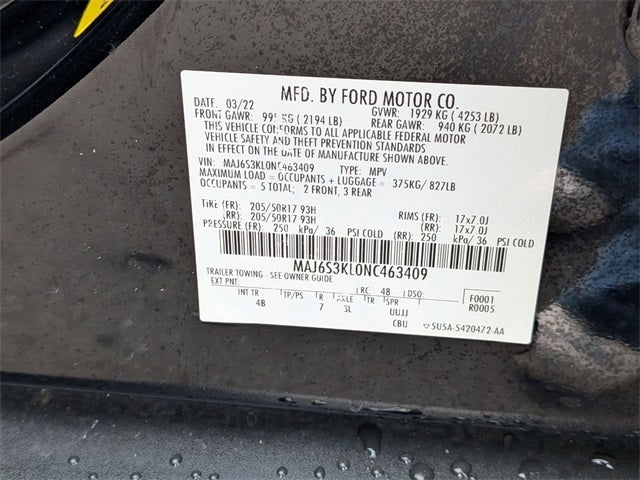 MFD. BY FORD MOTOR CO.
DATE: 03/22 GVWR: 1929 KG ( 4253 LB)
FRONT GAWR: 995 KG ( 2194 LB) REAR GAWR: 940 KG ( 2072 LB)
THIS VEHICLE CONFORMS TO ALL APPLICABLE FEDERAL MOTOR
VEHICLE SAFETY AND THEFT PREVENTION STANDARDS
IN EFFECT ON THE DATE OF MANUFACTURE SHOWN ABOVE
VIN: MAJ6S3KL0NC463409 TYPE: MPV
MAXIMUM LOAD = OCCUPANTS + LUGGAGE = 375KG/ 827LB
OCCUPANTS = 5 TOTAL; 2 FRONT, 3 REAR
TIRE (FR): 205/50R17 93H RIMS (FR): 17x7.0J
(RR): 205/50R17 93H (RR): 17x7.0J
PRESSURE (FR): 250 kPa/ 36 PSI COLD (RR): 250 kPa/ 36 PSI COLD
MAJ6S3KL0NC463409
TRAILER TOWING - SEE OWNER GUIDE
EXT PNT: RC: 48 DSO: F0001
INT TR TP/PS R AXLE TR SPR R0005
4B 7 3L UUJJ
CBU 5U5A-5420472-AA